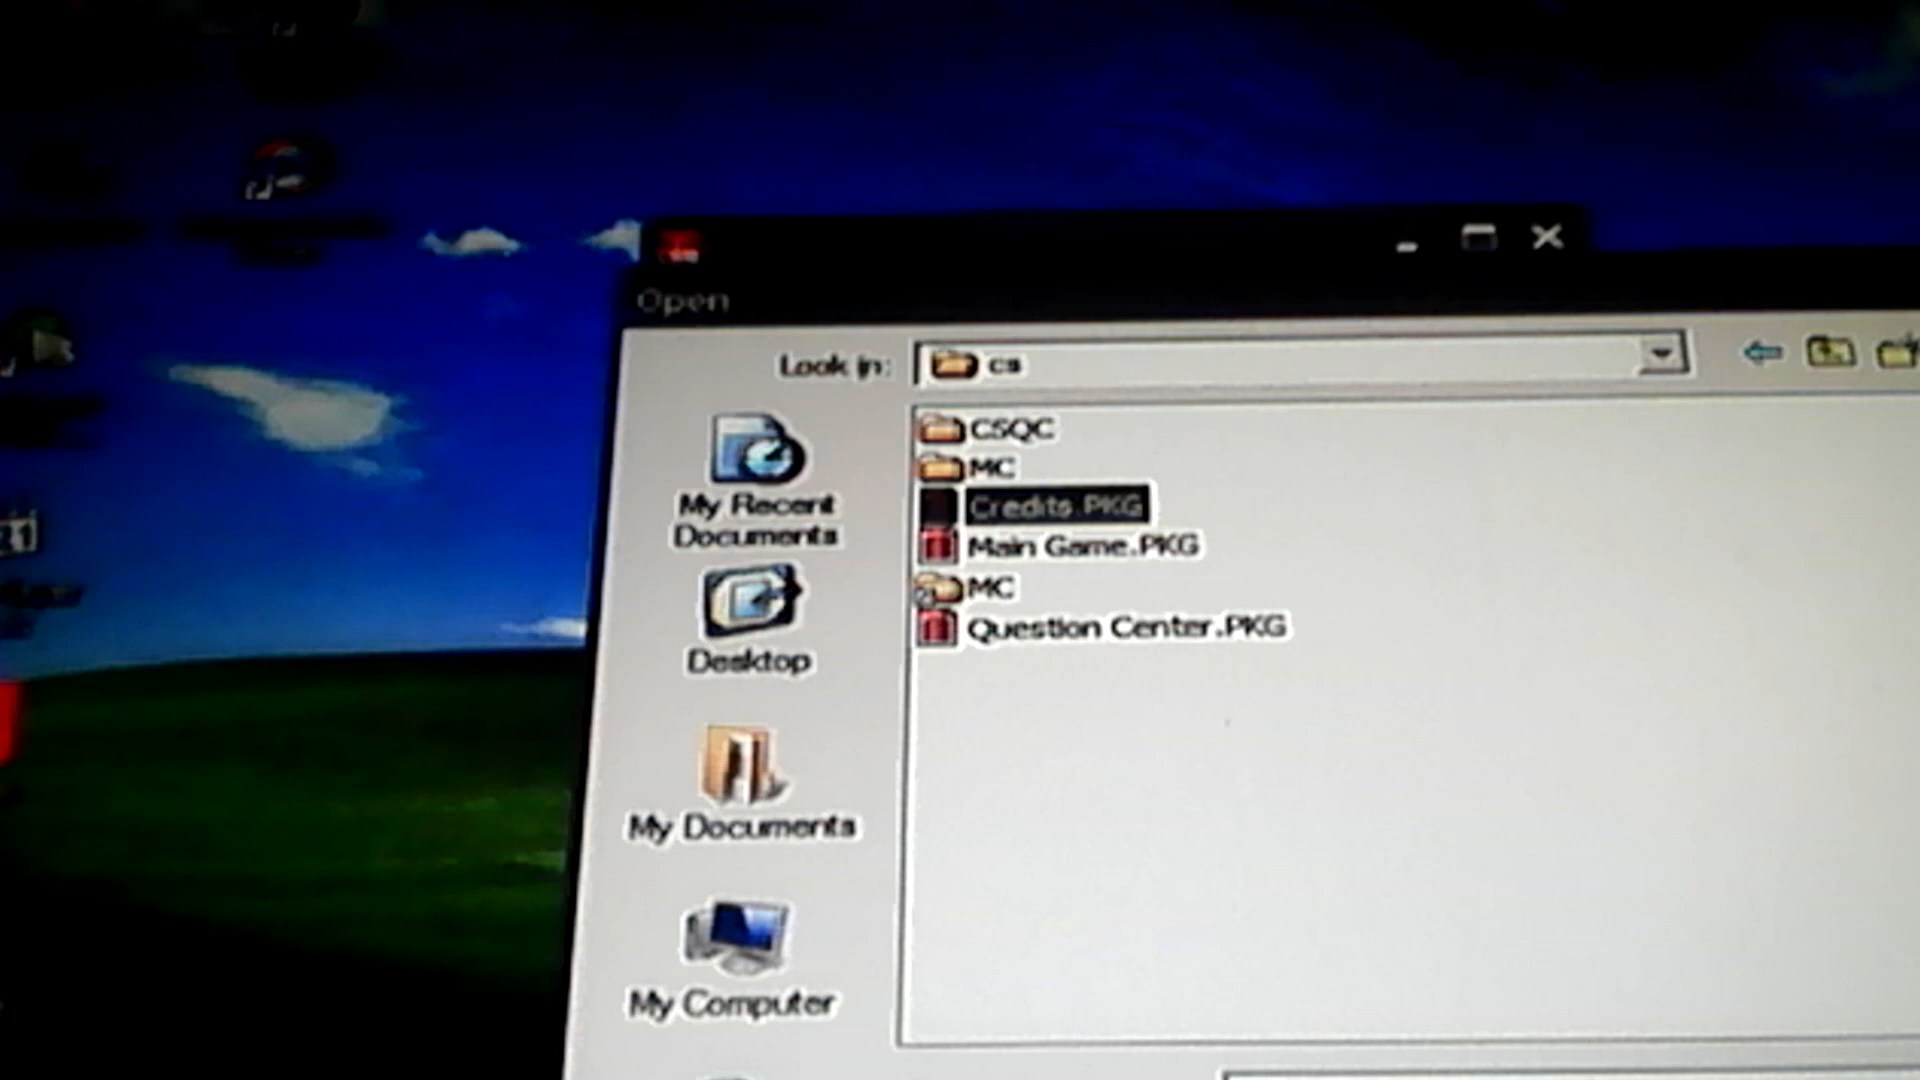 Open
Look in: cs
CSQC
MC
Credits.PKG
Main Game.PKG
MC
Question Center.PKG
My Recent
Documents
Desktop
My Documents
My Computer